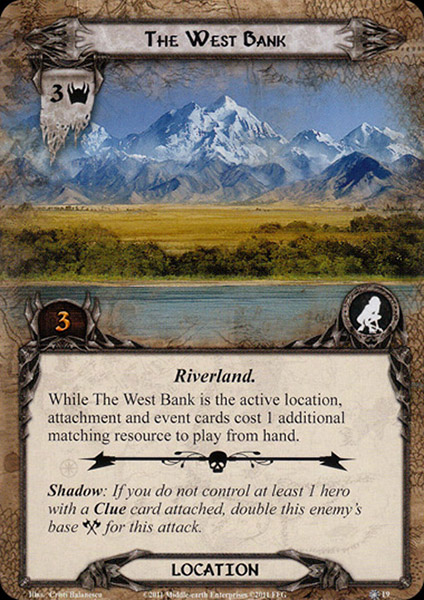 The West Bank
3
3
Riverland.
While The West Bank is the active location,
attachment and event cards cost 1 additional
matching resource to play from hand.
Shadow: If you do not control at least 1 hero
with a Clue card attached, double this enemy's
base for this attack.
LOCATION
Illus. Cristi Balanescu ©2011 Middle-earth Enterprises ©2011 FFG 19